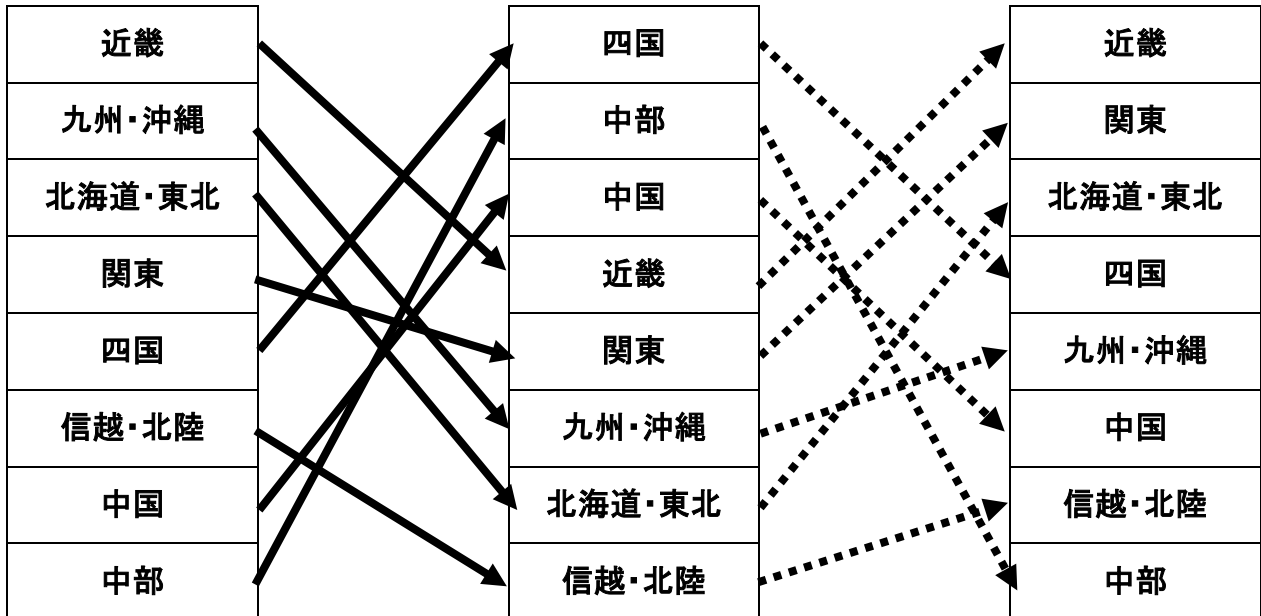 近畿
九州・沖縄
北海道・東北
関東
四国
信越・北陸
中国
中部
四国
中部
中国
近畿
関東
九州・沖縄
北海道・東北
信越・北陸
近畿
関東
北海道・東北
四国
九州・沖縄
中国
信越・北陸
中部